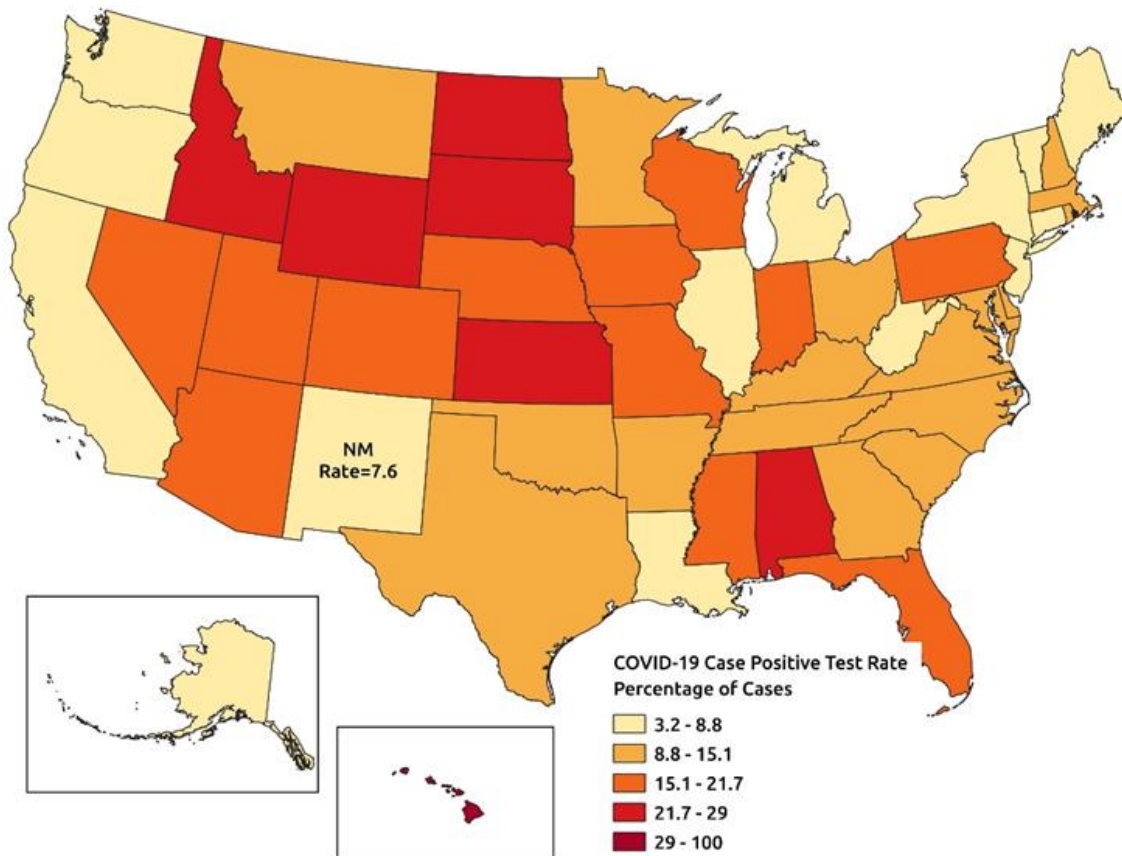 NM
Rate=7.6
COVID-19 Case Positive Test Rate
Percentage of Cases
3.2 - 8.8
8.8 - 15.1
15.1 - 21.7
21.7 - 29
29 - 100